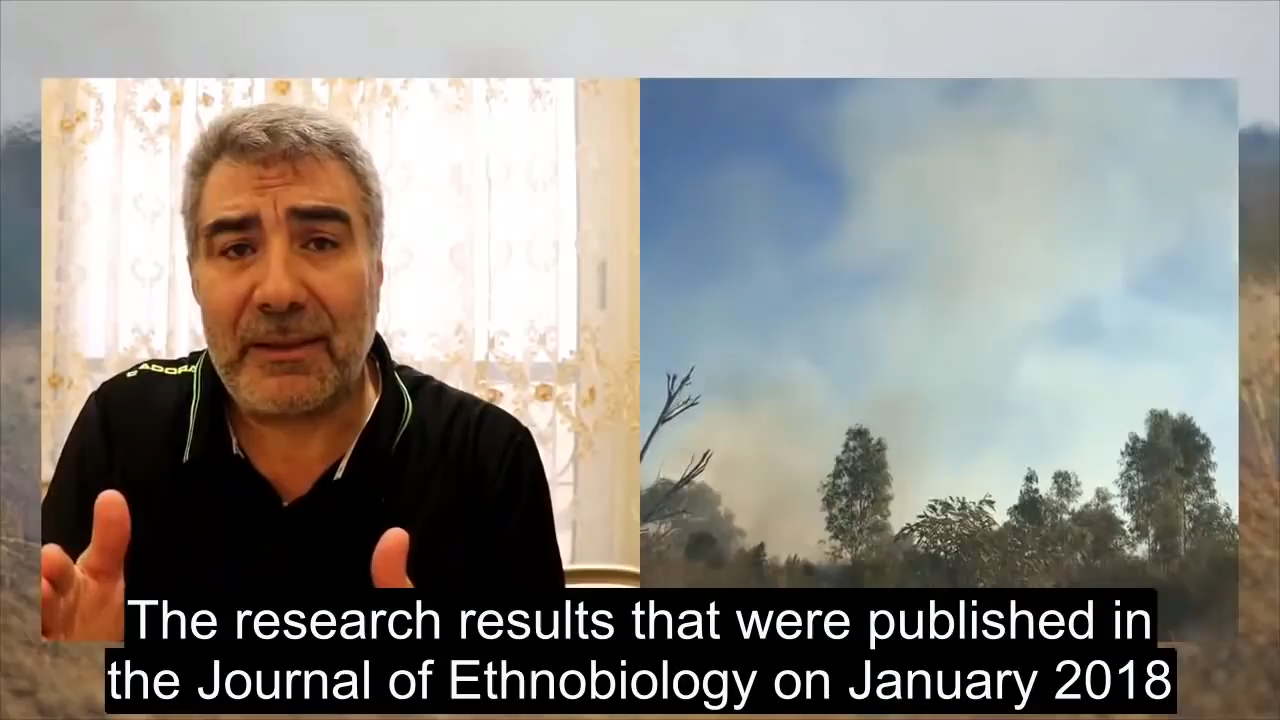 The research results that were published in
the Journal of Ethnobiology on January 2018